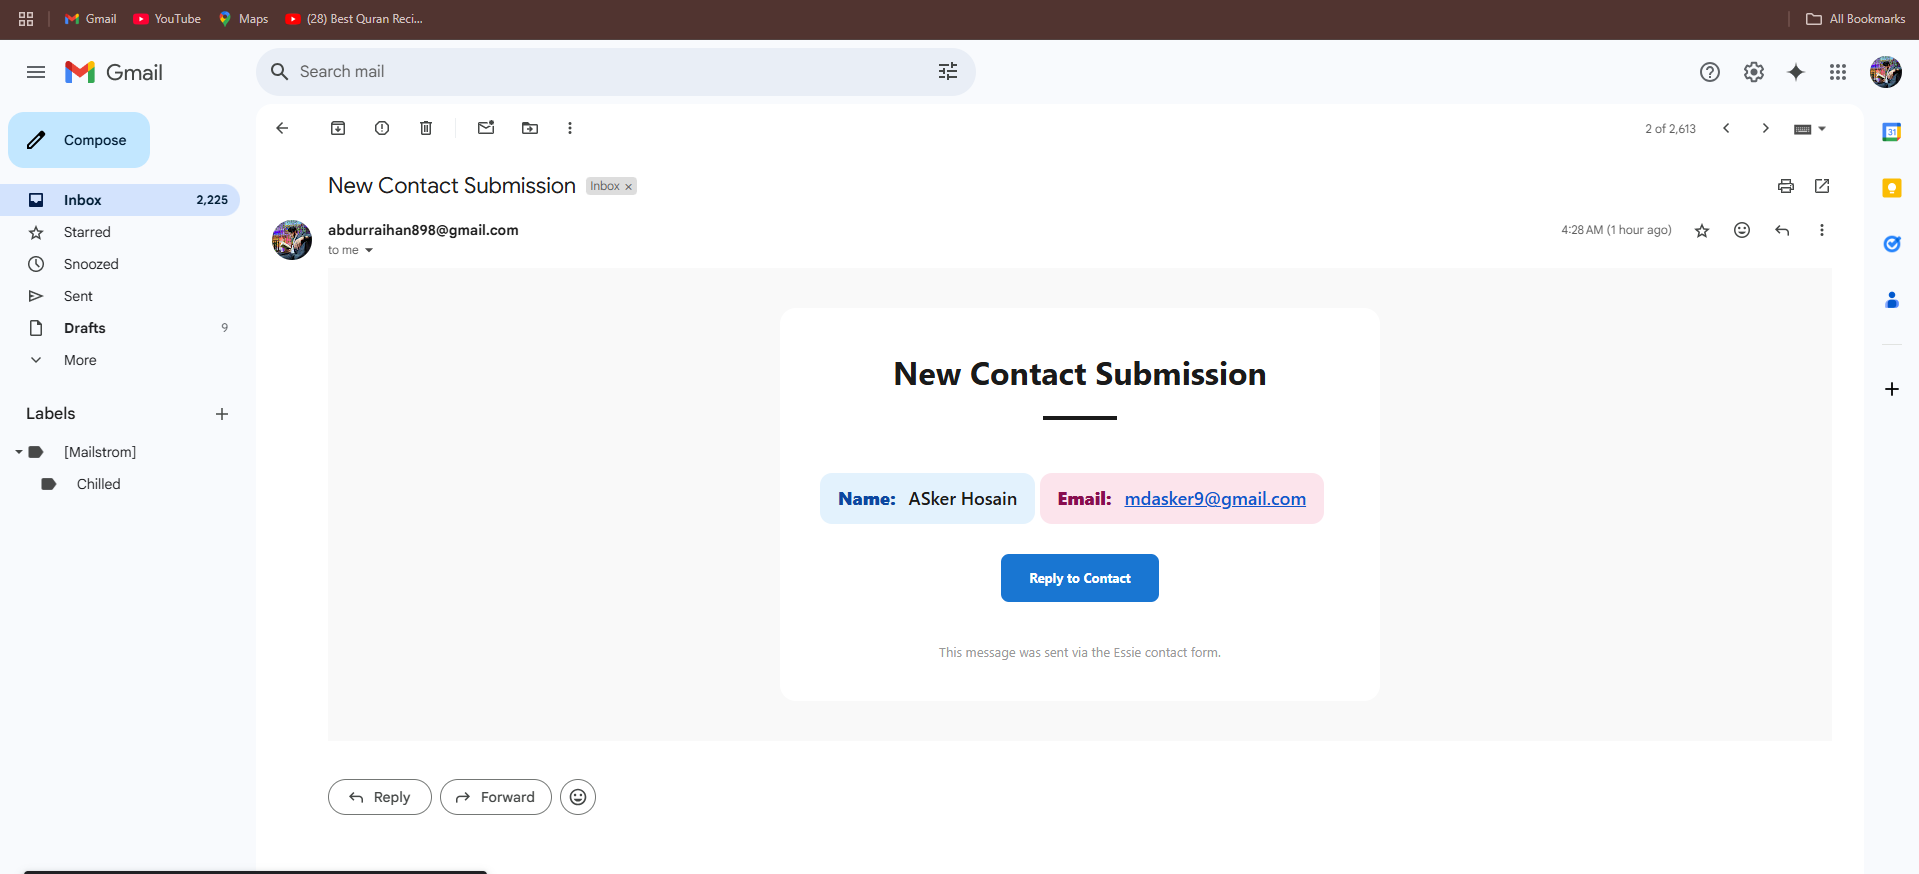 Gmail
YouTube
Maps
(28) Best Quran Reci...
All Bookmarks
Gmail
Search mail
Compose
2 of 2,613
Inbox 2,225
Starred
Snoozed
Sent
Drafts 9
More
Labels
[Mailstrom]
Chilled
New Contact Submission Inbox ×
abdurraihan898@gmail.com
4:28 AM (1 hour ago)
to me
New Contact Submission
Name: ASker Hosain Email: mdasker9@gmail.com
Reply to Contact
This message was sent via the Essie contact form.
Reply Forward
31